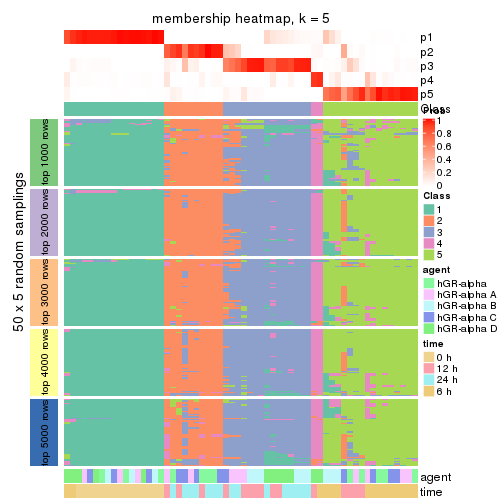 membership heatmap, k = 5
p1
p2
p3
p4
p5
Class
Prob
1
0.8
0.6
0.4
0.2
0
Class
1
2
3
4
5
agent
hGR-alpha
hGR-alpha A
hGR-alpha B
hGR-alpha C
hGR-alpha D
time
0 h
12 h
24 h
6 h
50 x 5 random samplings
top 1000 rows
top 2000 rows
top 3000 rows
top 4000 rows
top 5000 rows
agent
time